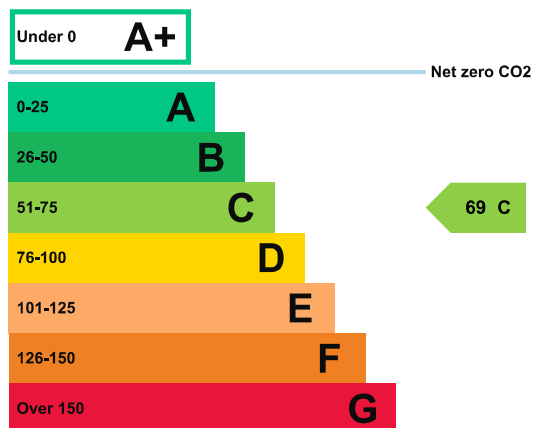 Under 0 A+
Net zero CO2
0-25 A
26-50 B
51-75 C
69 C
76-100 D
101-125 E
126-150 F
Over 150 G